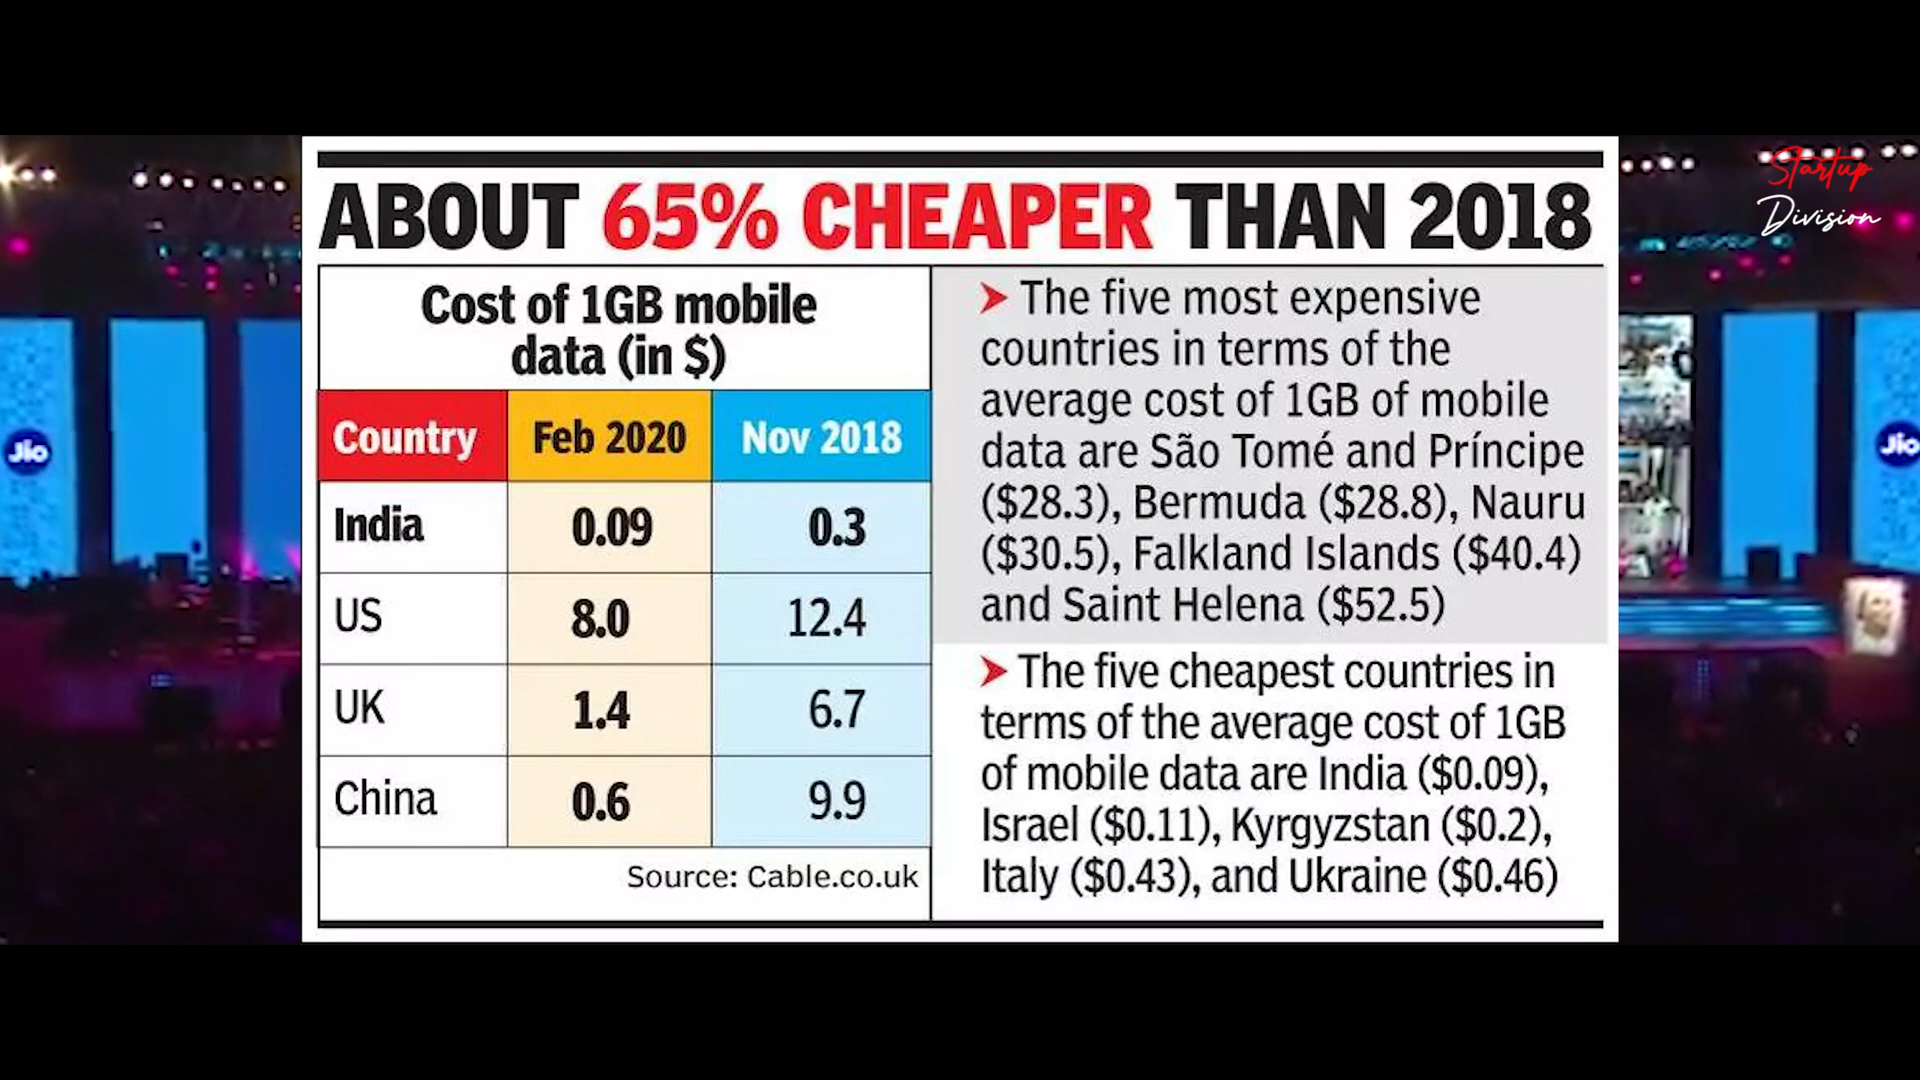 Startup
Division
ABOUT 65% CHEAPER THAN 2018
Cost of 1GB mobile
data (in $)
Country Feb 2020 Nov 2018
India 0.09 0.3
US 8.0 12.4
UK 1.4 6.7
China 0.6 9.9
Source: Cable.co.uk
➤ The five most expensive
countries in terms of the
average cost of 1GB of mobile
data are São Tomé and Príncipe
($28.3), Bermuda ($28.8), Nauru
($30.5), Falkland Islands ($40.4)
and Saint Helena ($52.5)
➤ The five cheapest countries in
terms of the average cost of 1GB
of mobile data are India ($0.09),
Israel ($0.11), Kyrgyzstan ($0.2),
Italy ($0.43), and Ukraine ($0.46)
Jio
Jio